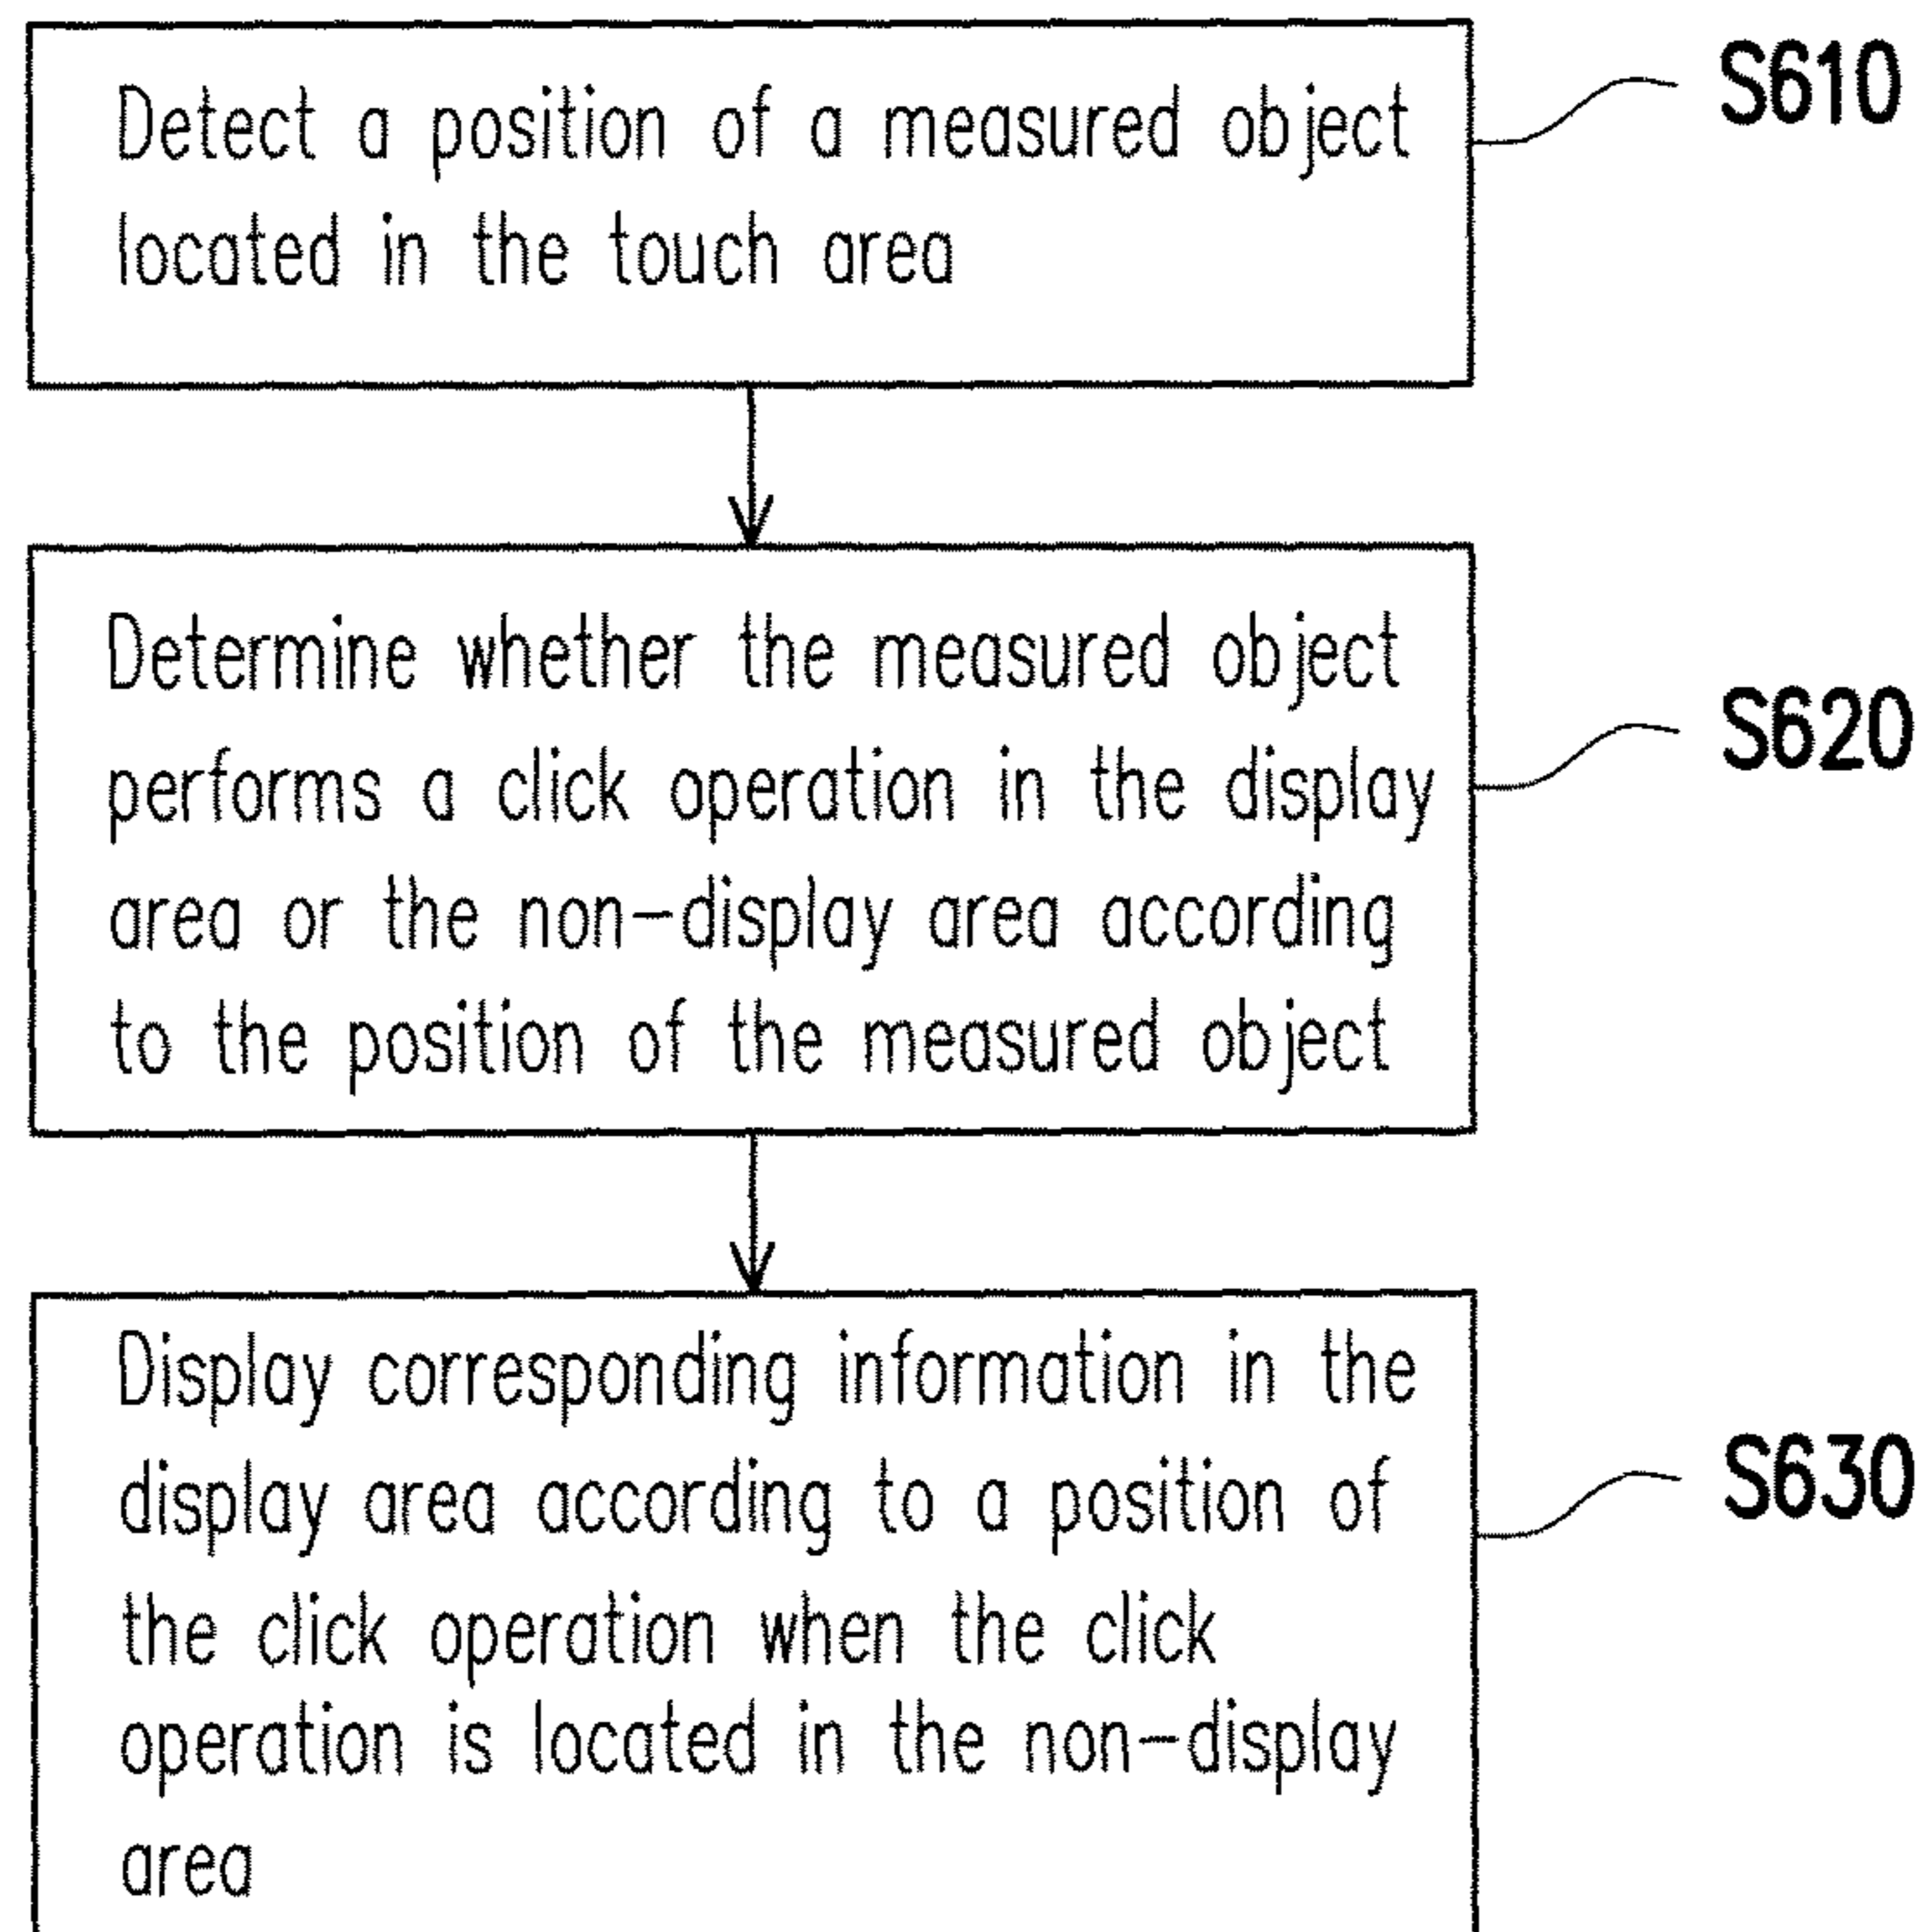 Detect a position of a measured object
located in the touch area
S610
Determine whether the measured object
performs a click operation in the display
area or the non-display area according
to the position of the measured object
S620
Display corresponding information in the
display area according to a position of
the click operation when the click
operation is located in the non-display
area
S630